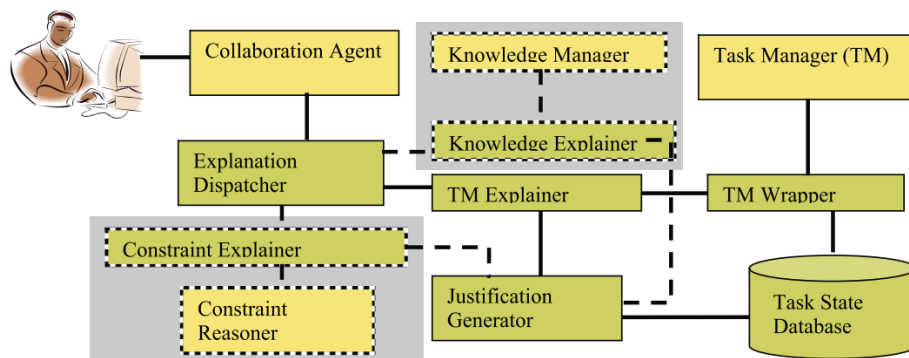 Collaboration Agent
Knowledge Manager
Task Manager (TM)
Knowledge Explainer
Explanation
Dispatcher
TM Explainer
TM Wrapper
Constraint Explainer
Constraint
Reasoner
Justification
Generator
Task State
Database